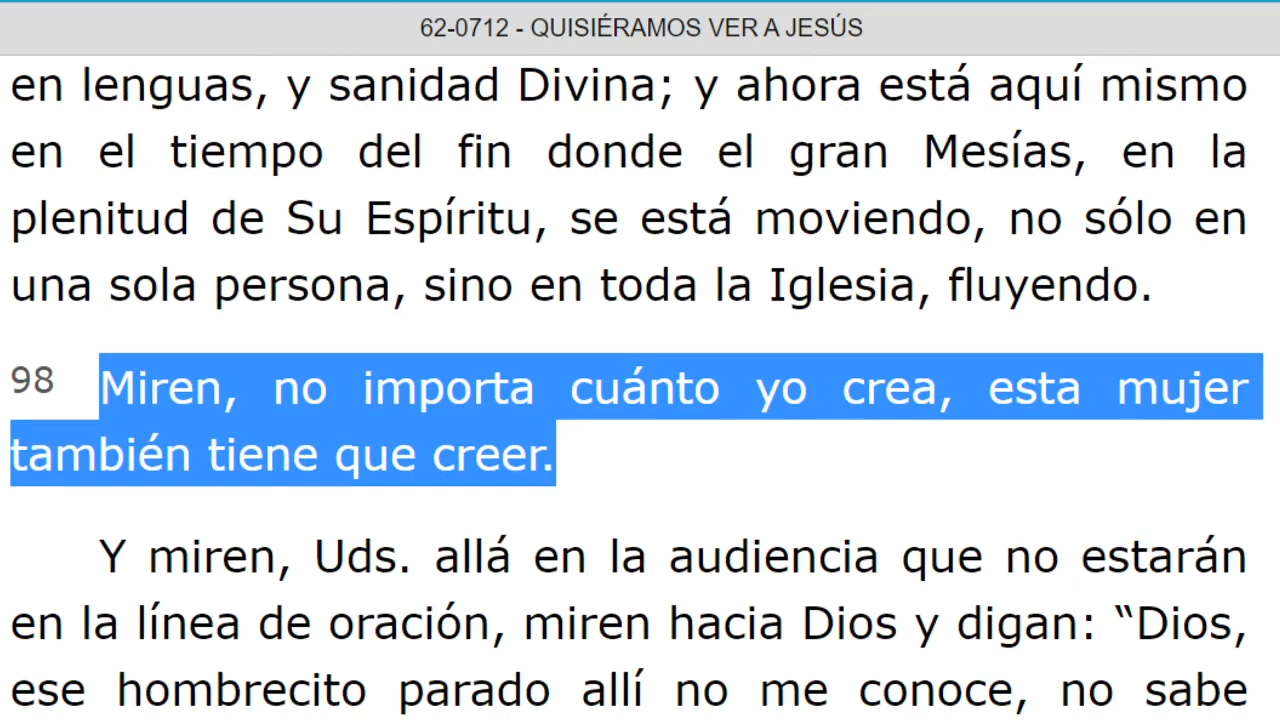 62-0712 - QUISIÉRAMOS VER A JESÚS
en lenguas, y sanidad Divina; y ahora está aquí mismo
en el tiempo del fin donde el gran Mesías, en la
plenitud de Su Espíritu, se está moviendo, no sólo en
una sola persona, sino en toda la Iglesia, fluyendo.
98 Miren, no importa cuánto yo crea, esta mujer
también tiene que creer.
Y miren, Uds. allá en la audiencia que no estarán
en la línea de oración, miren hacia Dios y digan: “Dios,
ese hombrecito parado allí no me conoce, no sabe